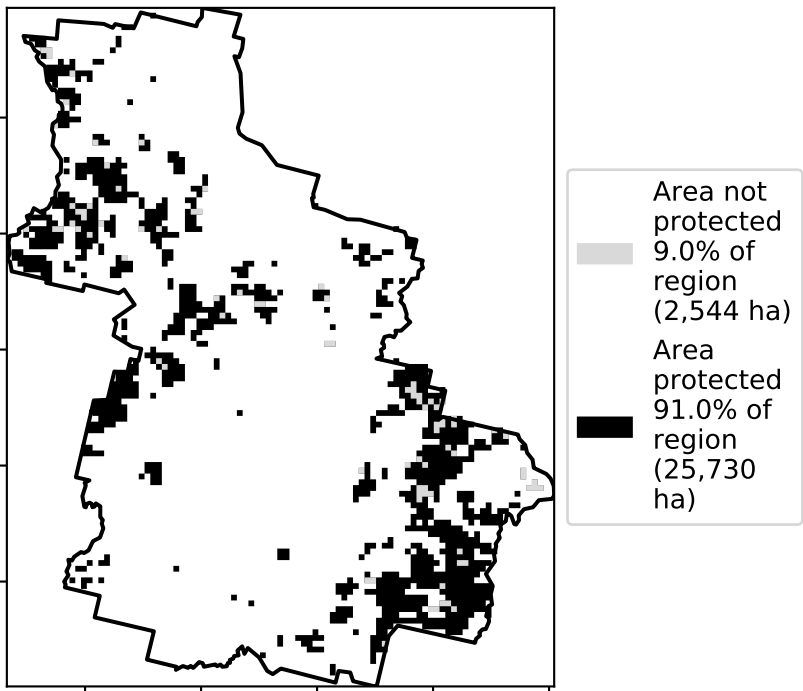 Area not
protected
9.0% of
region
(2,544 ha)
Area
protected
91.0% of
region
(25,730
ha)